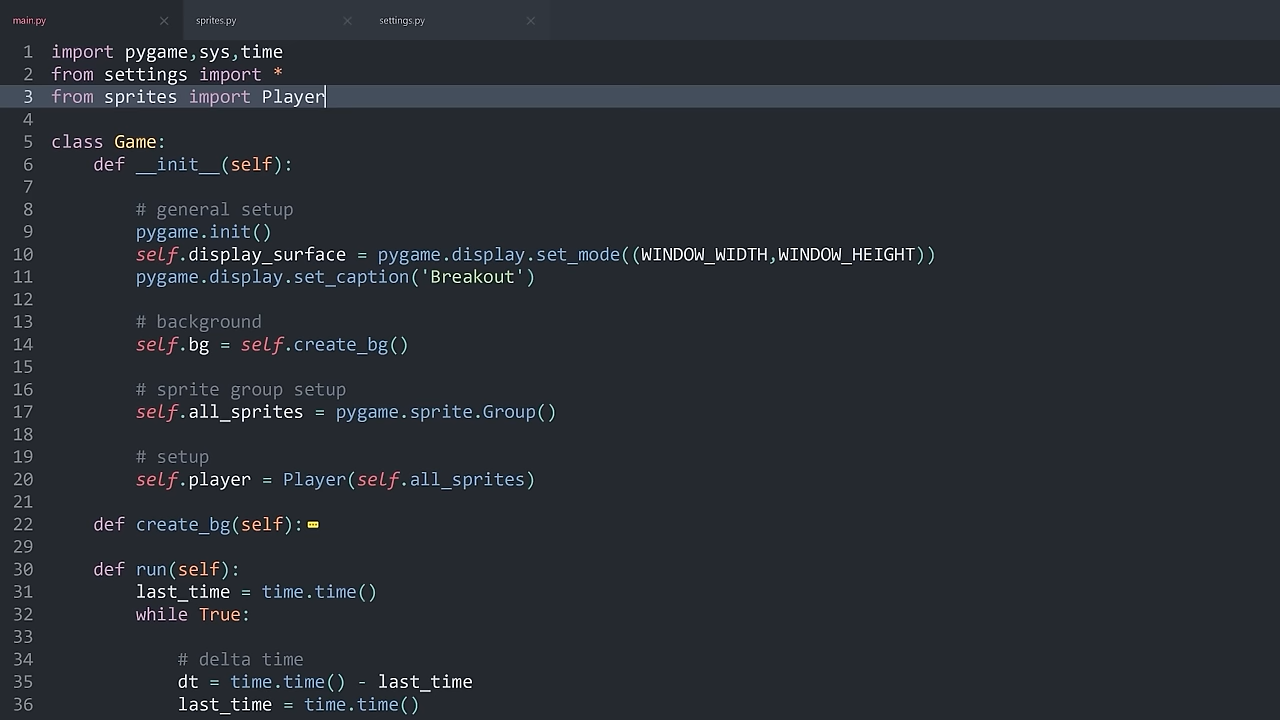 main.py sprites.py settings.py
1 import pygame,sys,time
2 from settings import *
3 from sprites import Player
4
5 class Game:
6     def __init__(self):
7
8         # general setup
9         pygame.init()
10         self.display_surface = pygame.display.set_mode((WINDOW_WIDTH,WINDOW_HEIGHT))
11         pygame.display.set_caption('Breakout')
12
13         # background
14         self.bg = self.create_bg()
15
16         # sprite group setup
17         self.all_sprites = pygame.sprite.Group()
18
19         # setup
20         self.player = Player(self.all_sprites)
21
22     def create_bg(self):
29
30     def run(self):
31         last_time = time.time()
32         while True:
33
34             # delta time
35             dt = time.time() - last_time
36             last_time = time.time()